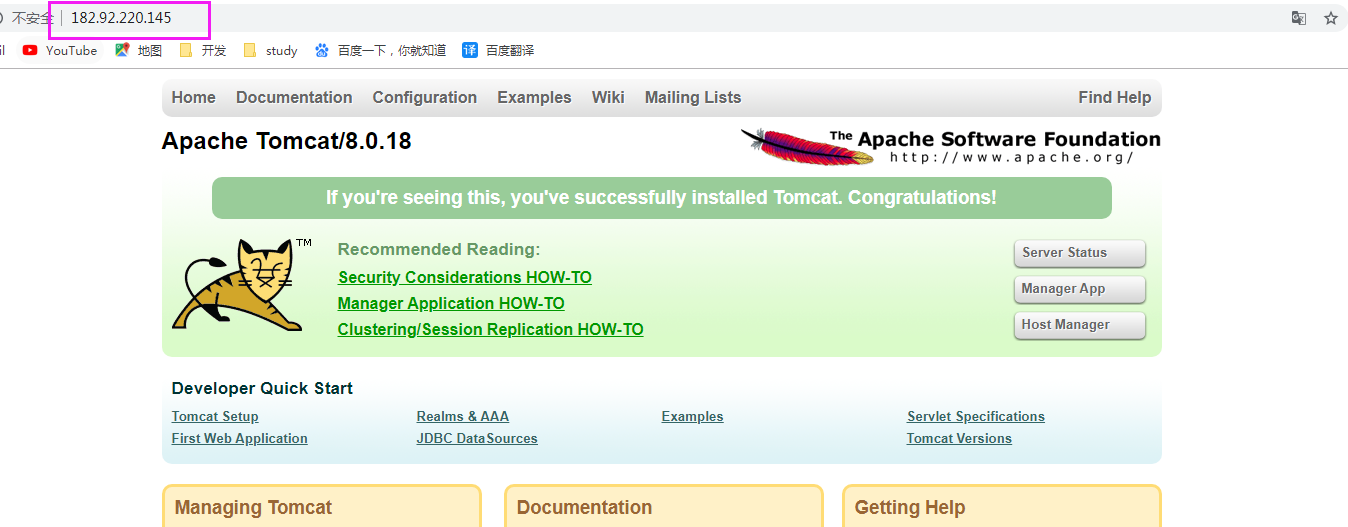 不安全 182.92.220.145
il YouTube 地图 开发 study 百度一下，你就知道 译 百度翻译
Home Documentation Configuration Examples Wiki Mailing Lists Find Help
Apache Tomcat/8.0.18
The Apache Software Foundation
http://www.apache.org/
If you're seeing this, you've successfully installed Tomcat. Congratulations!
TM
Recommended Reading:
Security Considerations HOW-TO
Manager Application HOW-TO
Clustering/Session Replication HOW-TO
Server Status
Manager App
Host Manager
Developer Quick Start
Tomcat Setup Realms & AAA Examples Servlet Specifications
First Web Application JDBC DataSources Tomcat Versions
Managing Tomcat Documentation Getting Help